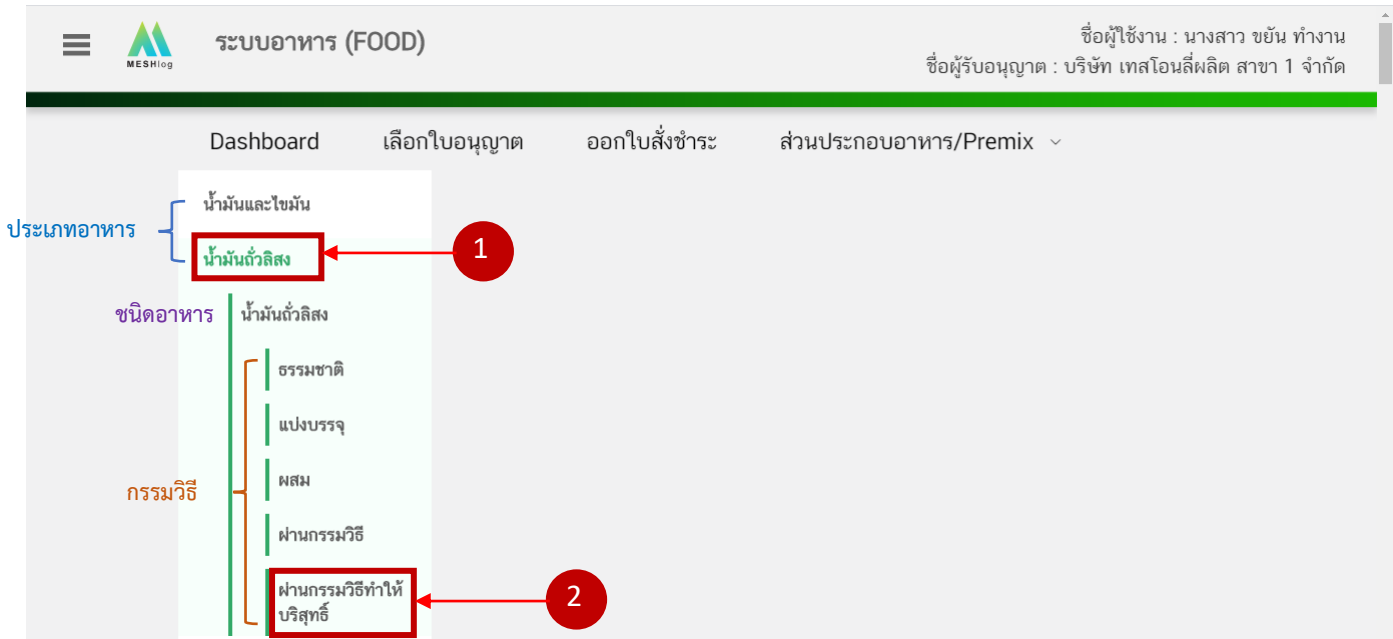 ระบบอาหาร (FOOD)
MESHlog
ชื่อผู้ใช้งาน : นางสาว ขยัน ทำงาน
ชื่อผู้รับอนุญาต : บริษัท เทสโอนลี่ผลิต สาขา 1 จำกัด
Dashboard เลือกใบอนุญาต ออกใบสั่งชำระ ส่วนประกอบอาหาร/Premix
น้ำมันและไขมัน
ประเภทอาหาร
น้ำมันถั่วลิสง
1
ชนิดอาหาร
น้ำมันถั่วลิสง
ธรรมชาติ
แปงบรรจุ
ผสม
กรรมวิธี
ผ่านกรรมวิธี
ผ่านกรรมวิธีทำให้
บริสุทธิ์
2